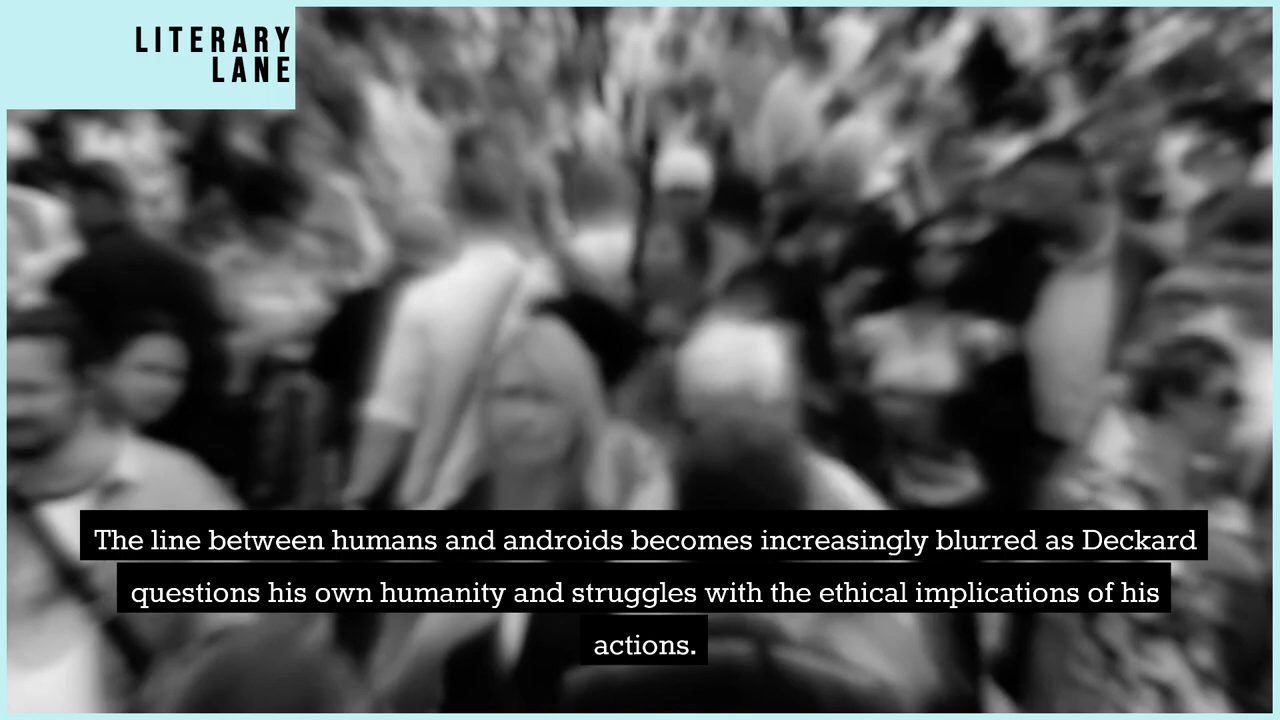 LITERARY
LANE
The line between humans and androids becomes increasingly blurred as Deckard
questions his own humanity and struggles with the ethical implications of his
actions.